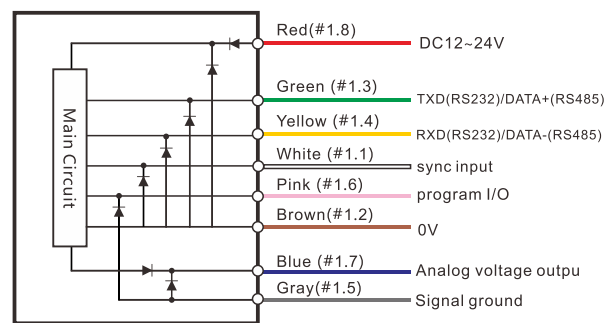 Red(#1.8) DC12~24V
Green (#1.3) TXD(RS232)/DATA+(RS485)
Yellow (#1.4) RXD(RS232)/DATA-(RS485)
White (#1.1) sync input
Pink (#1.6) program I/O
Brown(#1.2) 0V
Blue (#1.7) Analog voltage outpu
Gray(#1.5) Signal ground
Main Circuit